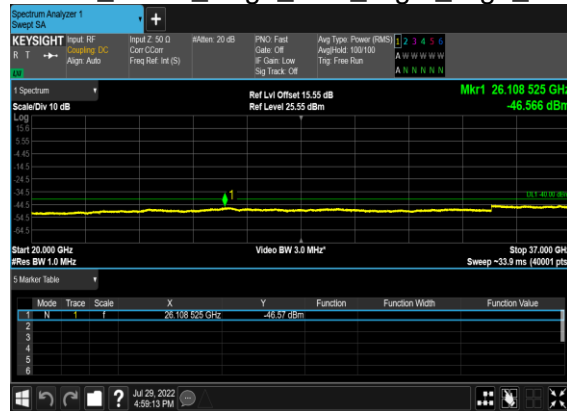 Spectrum Analyzer 1
Swept SA
+
KEYSIGHT Input: RF Input Z: 50 Ω #Atten: 20 dB PNO: Fast Avg Type: Power (RMS) 1 2 3 4 5 6
R T Coupling: DC Corr CCorr Gate: Off Avg|Hold: 100/100 A W W W W W
Align: Auto Freq Ref: Int (S) IF Gain: Low Trig: Free Run
Sig Track: Off A N N N N N
1 Spectrum Ref Lvl Offset 15.55 dB Mkr1 26.108 525 GHz
Scale/Div 10 dB Ref Level 25.55 dBm -46.566 dBm
Log
15.6
5.55
-4.45
-14.5
-24.5
-34.5
-44.5
-54.5
-64.5
1
Start 20.000 GHz Video BW 3.0 MHz* Stop 37.000 GHz
#Res BW 1.0 MHz Sweep ~33.9 ms (40001 pts)
5 Marker Table
Mode Trace Scale X Y Function Function Width Function Value
1 N 1 f 26.108 525 GHz -46.57 dBm
2
3
4
5
6
? Jul 29, 2022
4:59:13 PM